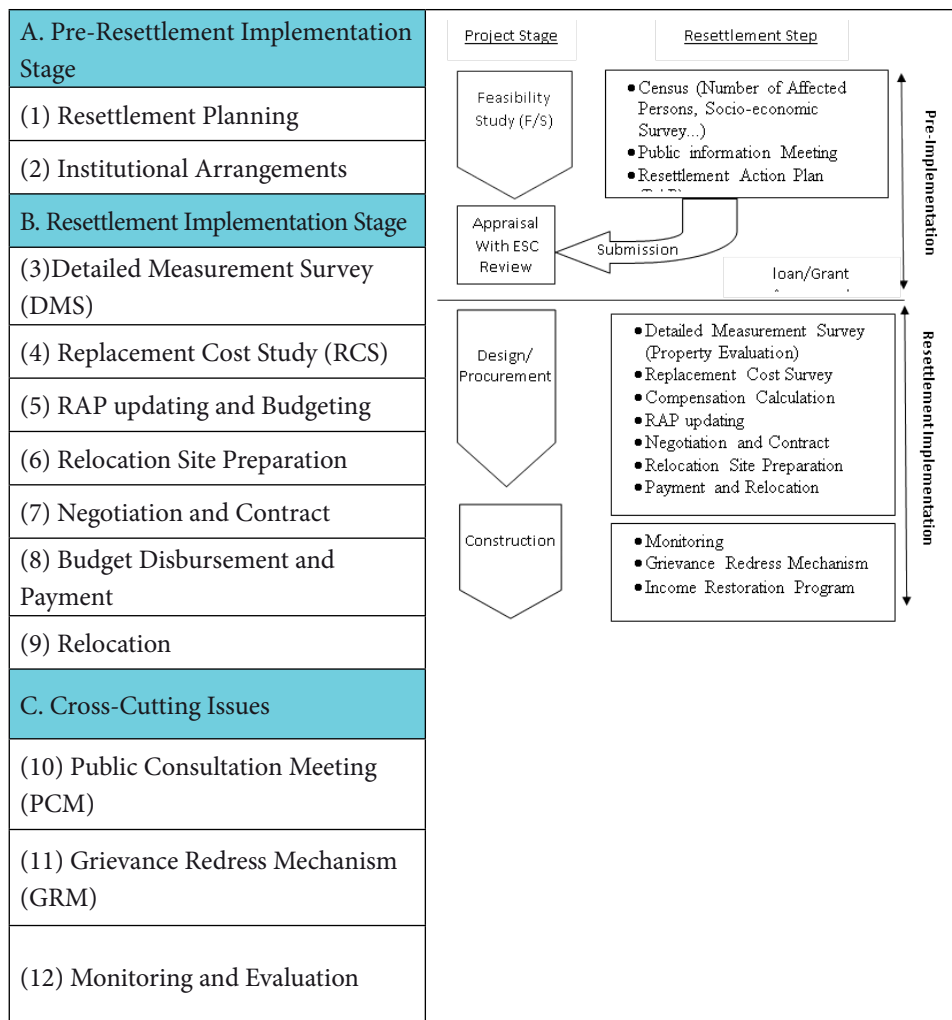 A. Pre-Resettlement Implementation
Stage
(1) Resettlement Planning
(2) Institutional Arrangements
B. Resettlement Implementation Stage
(3)Detailed Measurement Survey
(DMS)
(4) Replacement Cost Study (RCS)
(5) RAP updating and Budgeting
(6) Relocation Site Preparation
(7) Negotiation and Contract
(8) Budget Disbursement and
Payment
(9) Relocation
C. Cross-Cutting Issues
(10) Public Consultation Meeting
(PCM)
(11) Grievance Redress Mechanism
(GRM)
(12) Monitoring and Evaluation
Project Stage
Resettlement Step
Feasibility
Study (F/S)
• Census (Number of Affected
Persons, Socio-economic
Survey...)
• Public information Meeting
• Resettlement Action Plan
Appraisal
With ESC
Review
Submission
loan/Grant
Pre-Implementation
Design/
Procurement
• Detailed Measurement Survey
(Property Evaluation)
• Replacement Cost Survey
• Compensation Calculation
• RAP updating
• Negotiation and Contract
• Relocation Site Preparation
• Payment and Relocation
Construction
• Monitoring
• Grievance Redress Mechanism
• Income Restoration Program
Resettlement Implementation